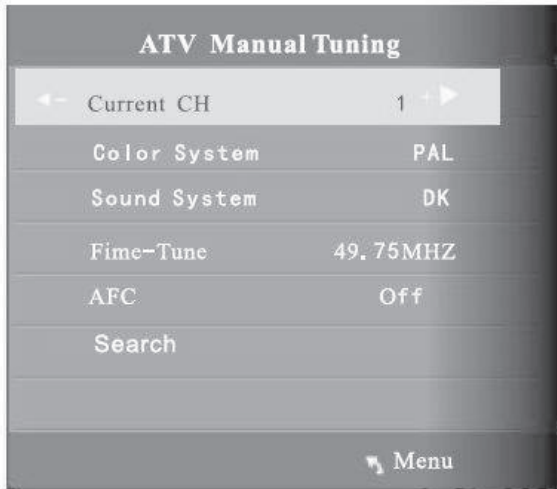 ATV Manual Tuning
Current CH 1
Color System PAL
Sound System DK
Fime-Tune 49.75MHZ
AFC Off
Search
Menu